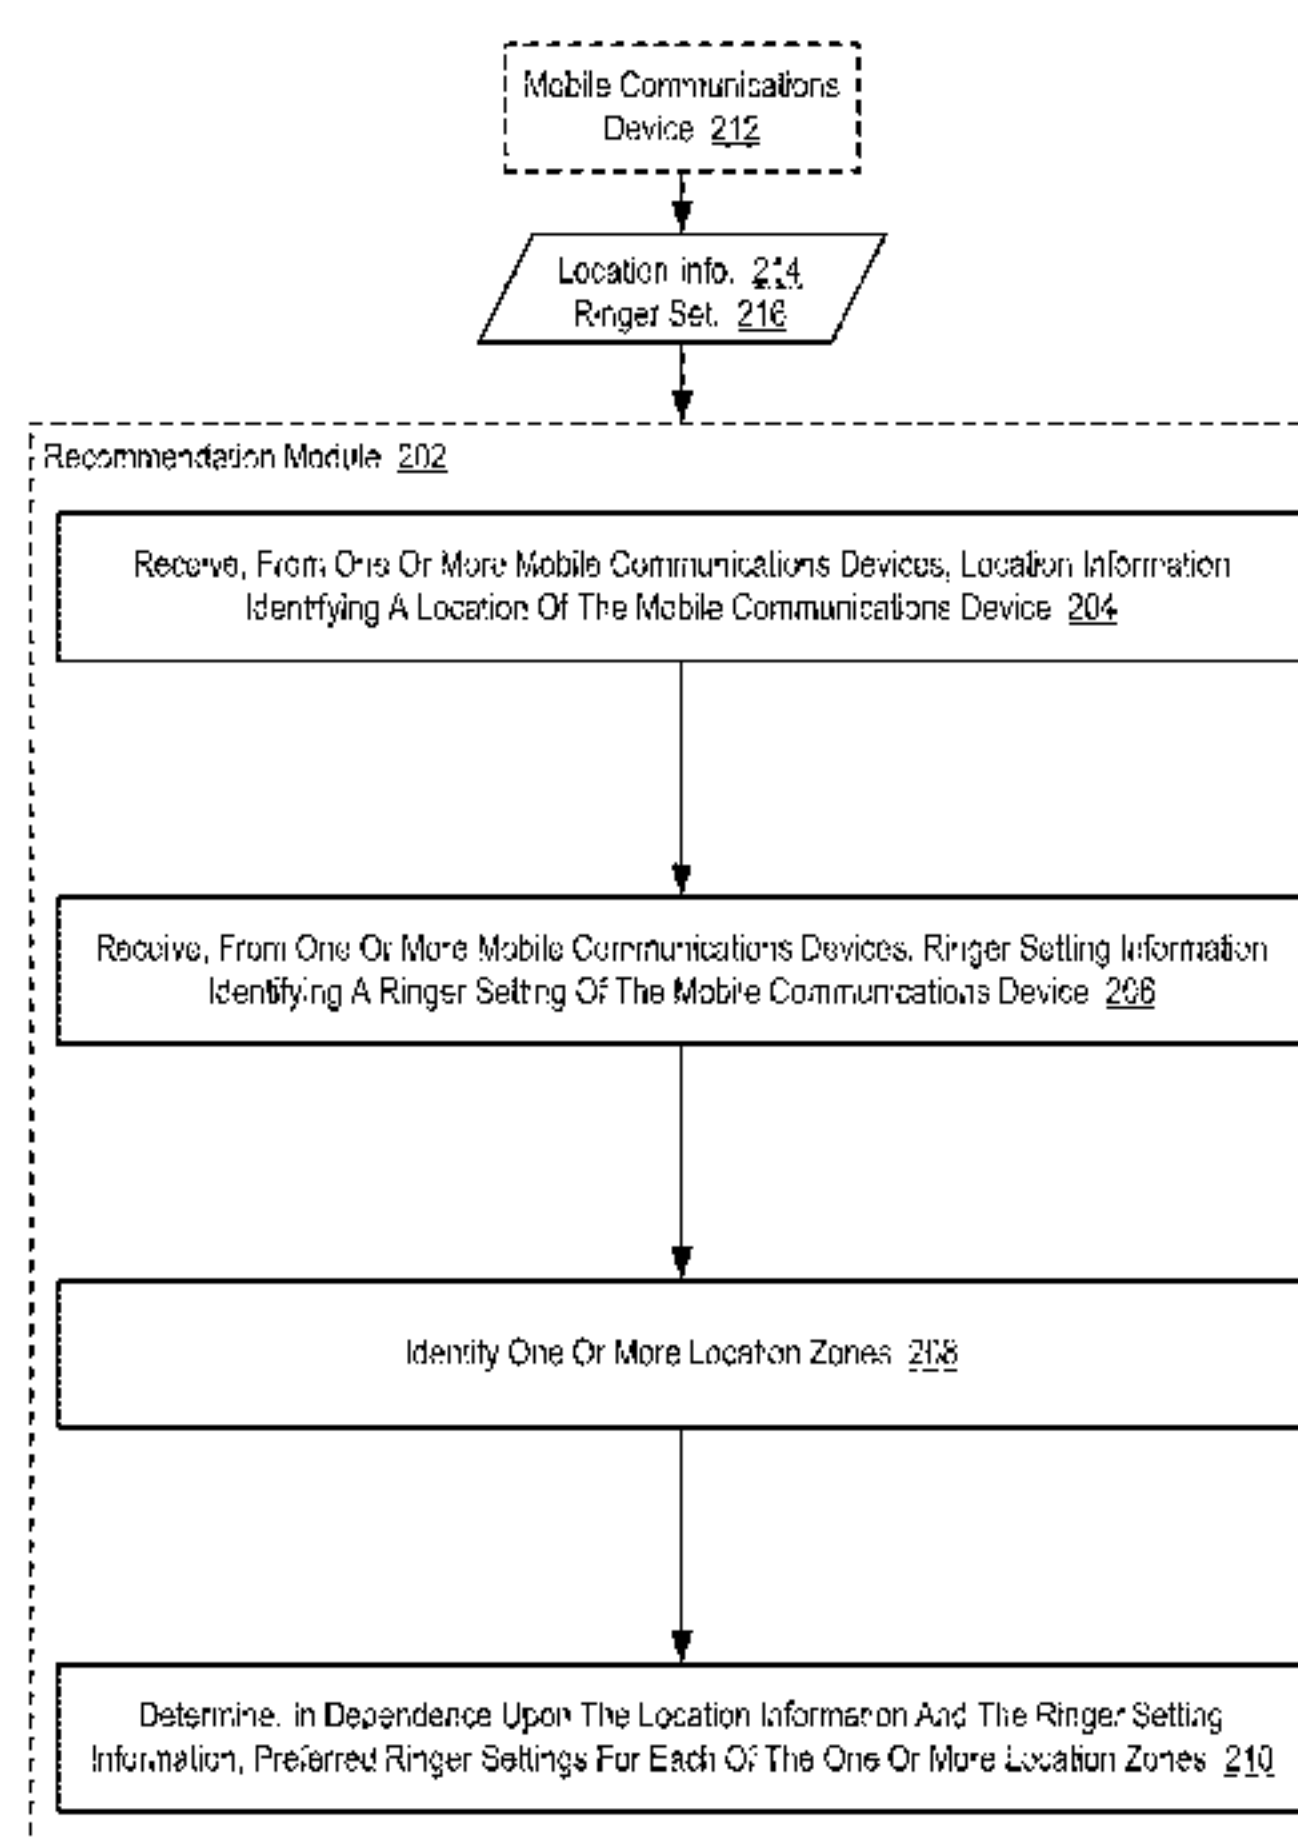 Mobile Communications
Device 212
Location info. 214
Ringer Set. 216
Recommendation Module 202
Receive, From One Or More Mobile Communications Devices, Location Information
Identifying A Location Of The Mobile Communications Device 204
Receive, From One Or More Mobile Communications Devices, Ringer Setting Information
Identifying A Ringer Setting Of The Mobile Communications Device 206
Identify One Or More Location Zones 208
Determine, in Dependence Upon The Location Information And The Ringer Setting
Information, Preferred Ringer Settings For Each Of The One Or More Location Zones 210